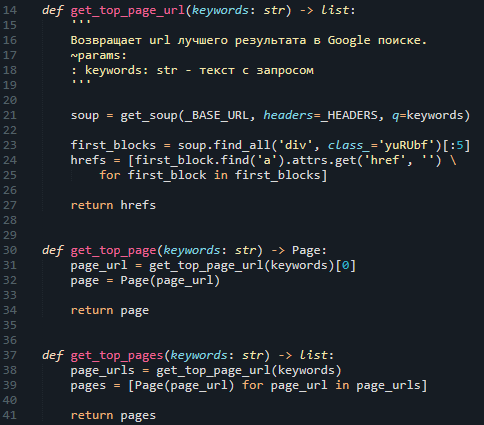 14 def get_top_page_url(keywords: str) -> list:
15     '''
16     Возвращает url лучшего результата в Google поиске.
17     ~params:
18     : keywords: str - текст с запросом
19     '''
20
21     soup = get_soup(_BASE_URL, headers=_HEADERS, q=keywords)
22
23     first_blocks = soup.find_all('div', class_='yuRUbf')[:5]
24     hrefs = [first_block.find('a').attrs.get('href', '') \
25         for first_block in first_blocks]
26
27     return hrefs
28
29
30 def get_top_page(keywords: str) -> Page:
31     page_url = get_top_page_url(keywords)[0]
32     page = Page(page_url)
33
34     return page
35
36
37 def get_top_pages(keywords: str) -> list:
38     page_urls = get_top_page_url(keywords)
39     pages = [Page(page_url) for page_url in page_urls]
40
41     return pages